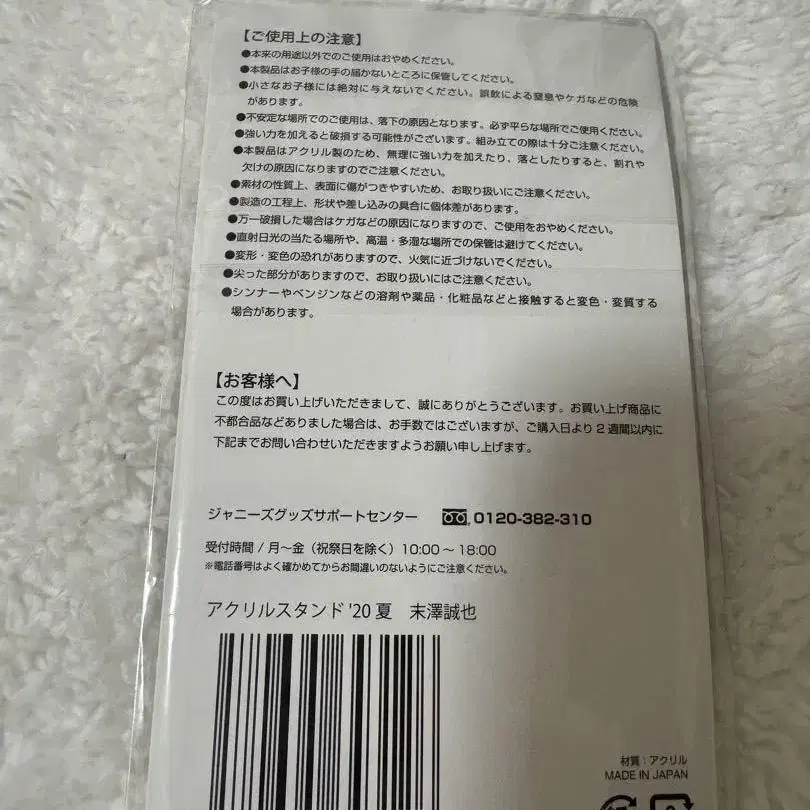 【ご使用上の注意】
●本来の用途以外でのご使用はおやめください。
●本製品はお子様の手の届かないところに保管してください。
●小さなお子様には絶対に与えないでください。誤飲による窒息やケガなどの危険
があります。
●不安定な場所でのご使用は、落下の原因となります。必ず平らな場所でご使用ください。
●強い力を加えると破損する可能性がございます。組み立ての際は十分ご注意ください。
●本製品はアクリル製のため、無理に強い力を加えたり、落としたりすると、割れや
欠けの原因になりますのでご注意ください。
●素材の性質上、表面に傷がつきやすいため、お取り扱いにご注意ください。
●製造の工程上、形状や差し込みの具合に個体差があります。
●万一破損した場合はケガなどの原因になりますので、ご使用をおやめください。
●直射日光の当たる場所や、高温・多湿な場所での保管は避けてください。
●変形・変色の恐れがありますので、火気に近づけないでください。
●尖った部分がありますので、お取り扱いにはご注意ください。
●シンナーやベンジンなどの溶剤や薬品・化粧品などと接触すると変色・変質する
場合があります。
【お客様へ】
この度はお買い上げいただきまして、誠にありがとうございます。お買い上げ商品に
不都合品などありました場合は、お手数ではございますが、ご購入日より2週間以内に
下記までお問い合わせいただきますようお願い申し上げます。
ジャニーズグッズサポートセンター 0120-382-310
受付時間 / 月〜金（祝祭日を除く）10:00 〜 18:00
※電話番号はよく確かめてからお間違いのないようにご注意ください。
アクリルスタンド '20 夏 末澤誠也
材質：アクリル
MADE IN JAPAN